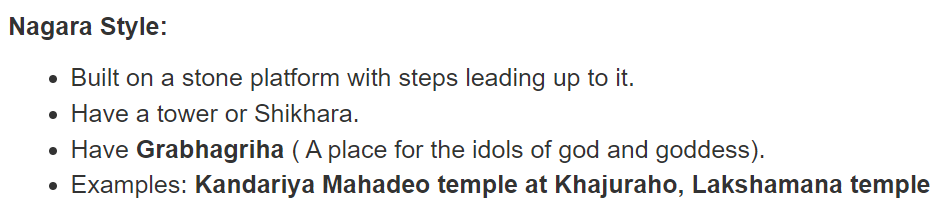 Nagara Style:
• Built on a stone platform with steps leading up to it.
• Have a tower or Shikhara.
• Have Grabhagriha ( A place for the idols of god and goddess).
• Examples: Kandariya Mahadeo temple at Khajuraho, Lakshamana temple